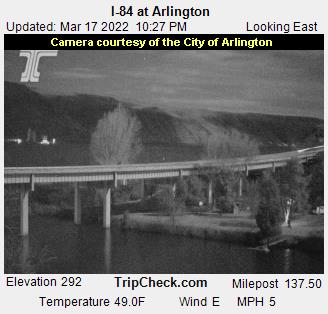 I-84 at Arlington
Updated: Mar 17 2022 10:27 PM Looking East
Camera courtesy of the City of Arlington
Elevation 292 TripCheck.com Milepost 137.50
Temperature 49.0F Wind E MPH 5